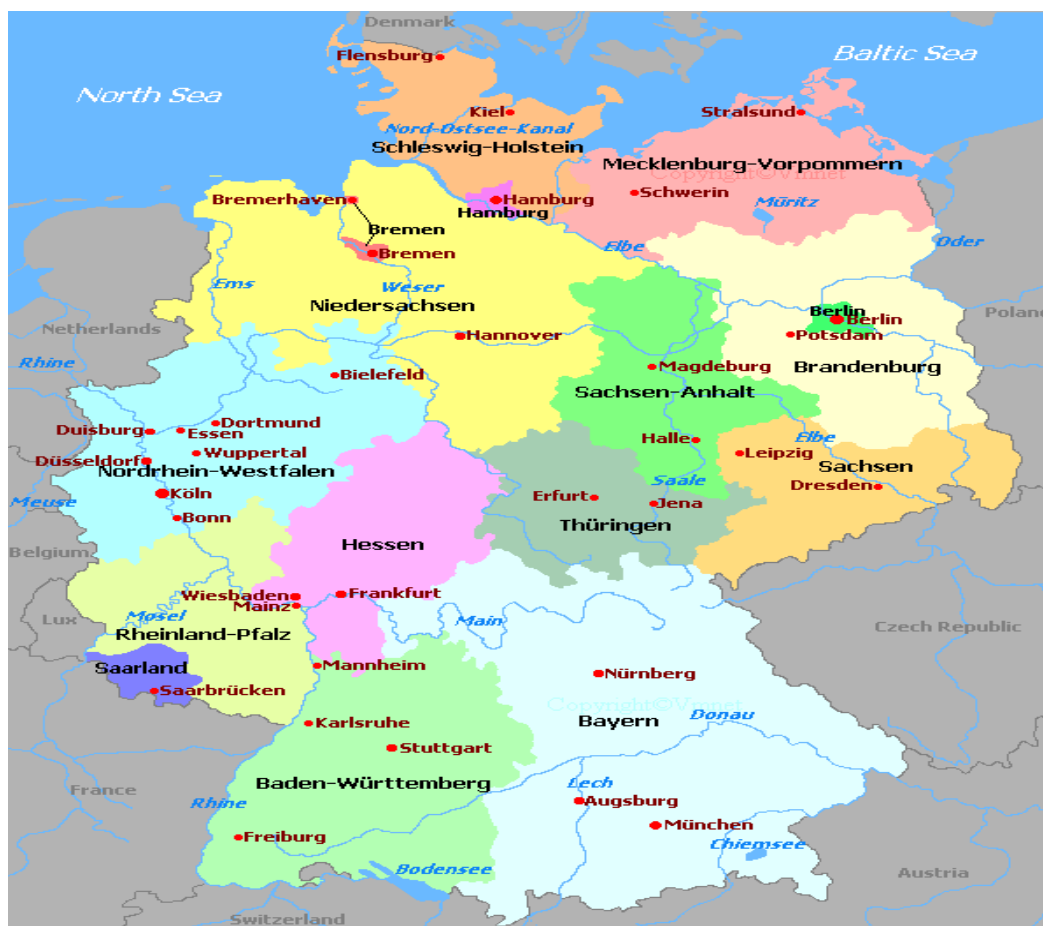 Denmark
Flensburg
Baltic Sea
North Sea
Kiel
Stralsund
Nord-Ostsee-Kanal
Schleswig-Holstein
Mecklenburg-Vorpommern
Copyright©Vmnet
Schwerin
Bremerhaven
Hamburg
Hamburg
Müritz
Bremen
Elbe
Oder
Bremen
Ems
Weser
Niedersachsen
Berlin
Berlin
Poland
Netherlands
Hannover
Potsdam
Rhine
Bielefeld
Magdeburg
Brandenburg
Sachsen-Anhalt
Dortmund
Duisburg
Essen
Halle
Elbe
Wuppertal
Leipzig
Düsseldorf
Nordrhein-Westfalen
Sachsen
Saale
Dresden
Köln
Meuse
Erfurt
Jena
Bonn
Thüringen
Hessen
Belgium
Wiesbaden
Frankfurt
Mainz
Mosel
Main
Lux
Rheinland-Pfalz
Czech Republic
Saarland
Mannheim
Nürnberg
Saarbrücken
Copyright©Vmnet
Karlsruhe
Bayern
Donau
Stuttgart
Baden-Württemberg
Lech
France
Rhine
Augsburg
Freiburg
München
Chiemsee
Bodensee
Austria
Switzerland